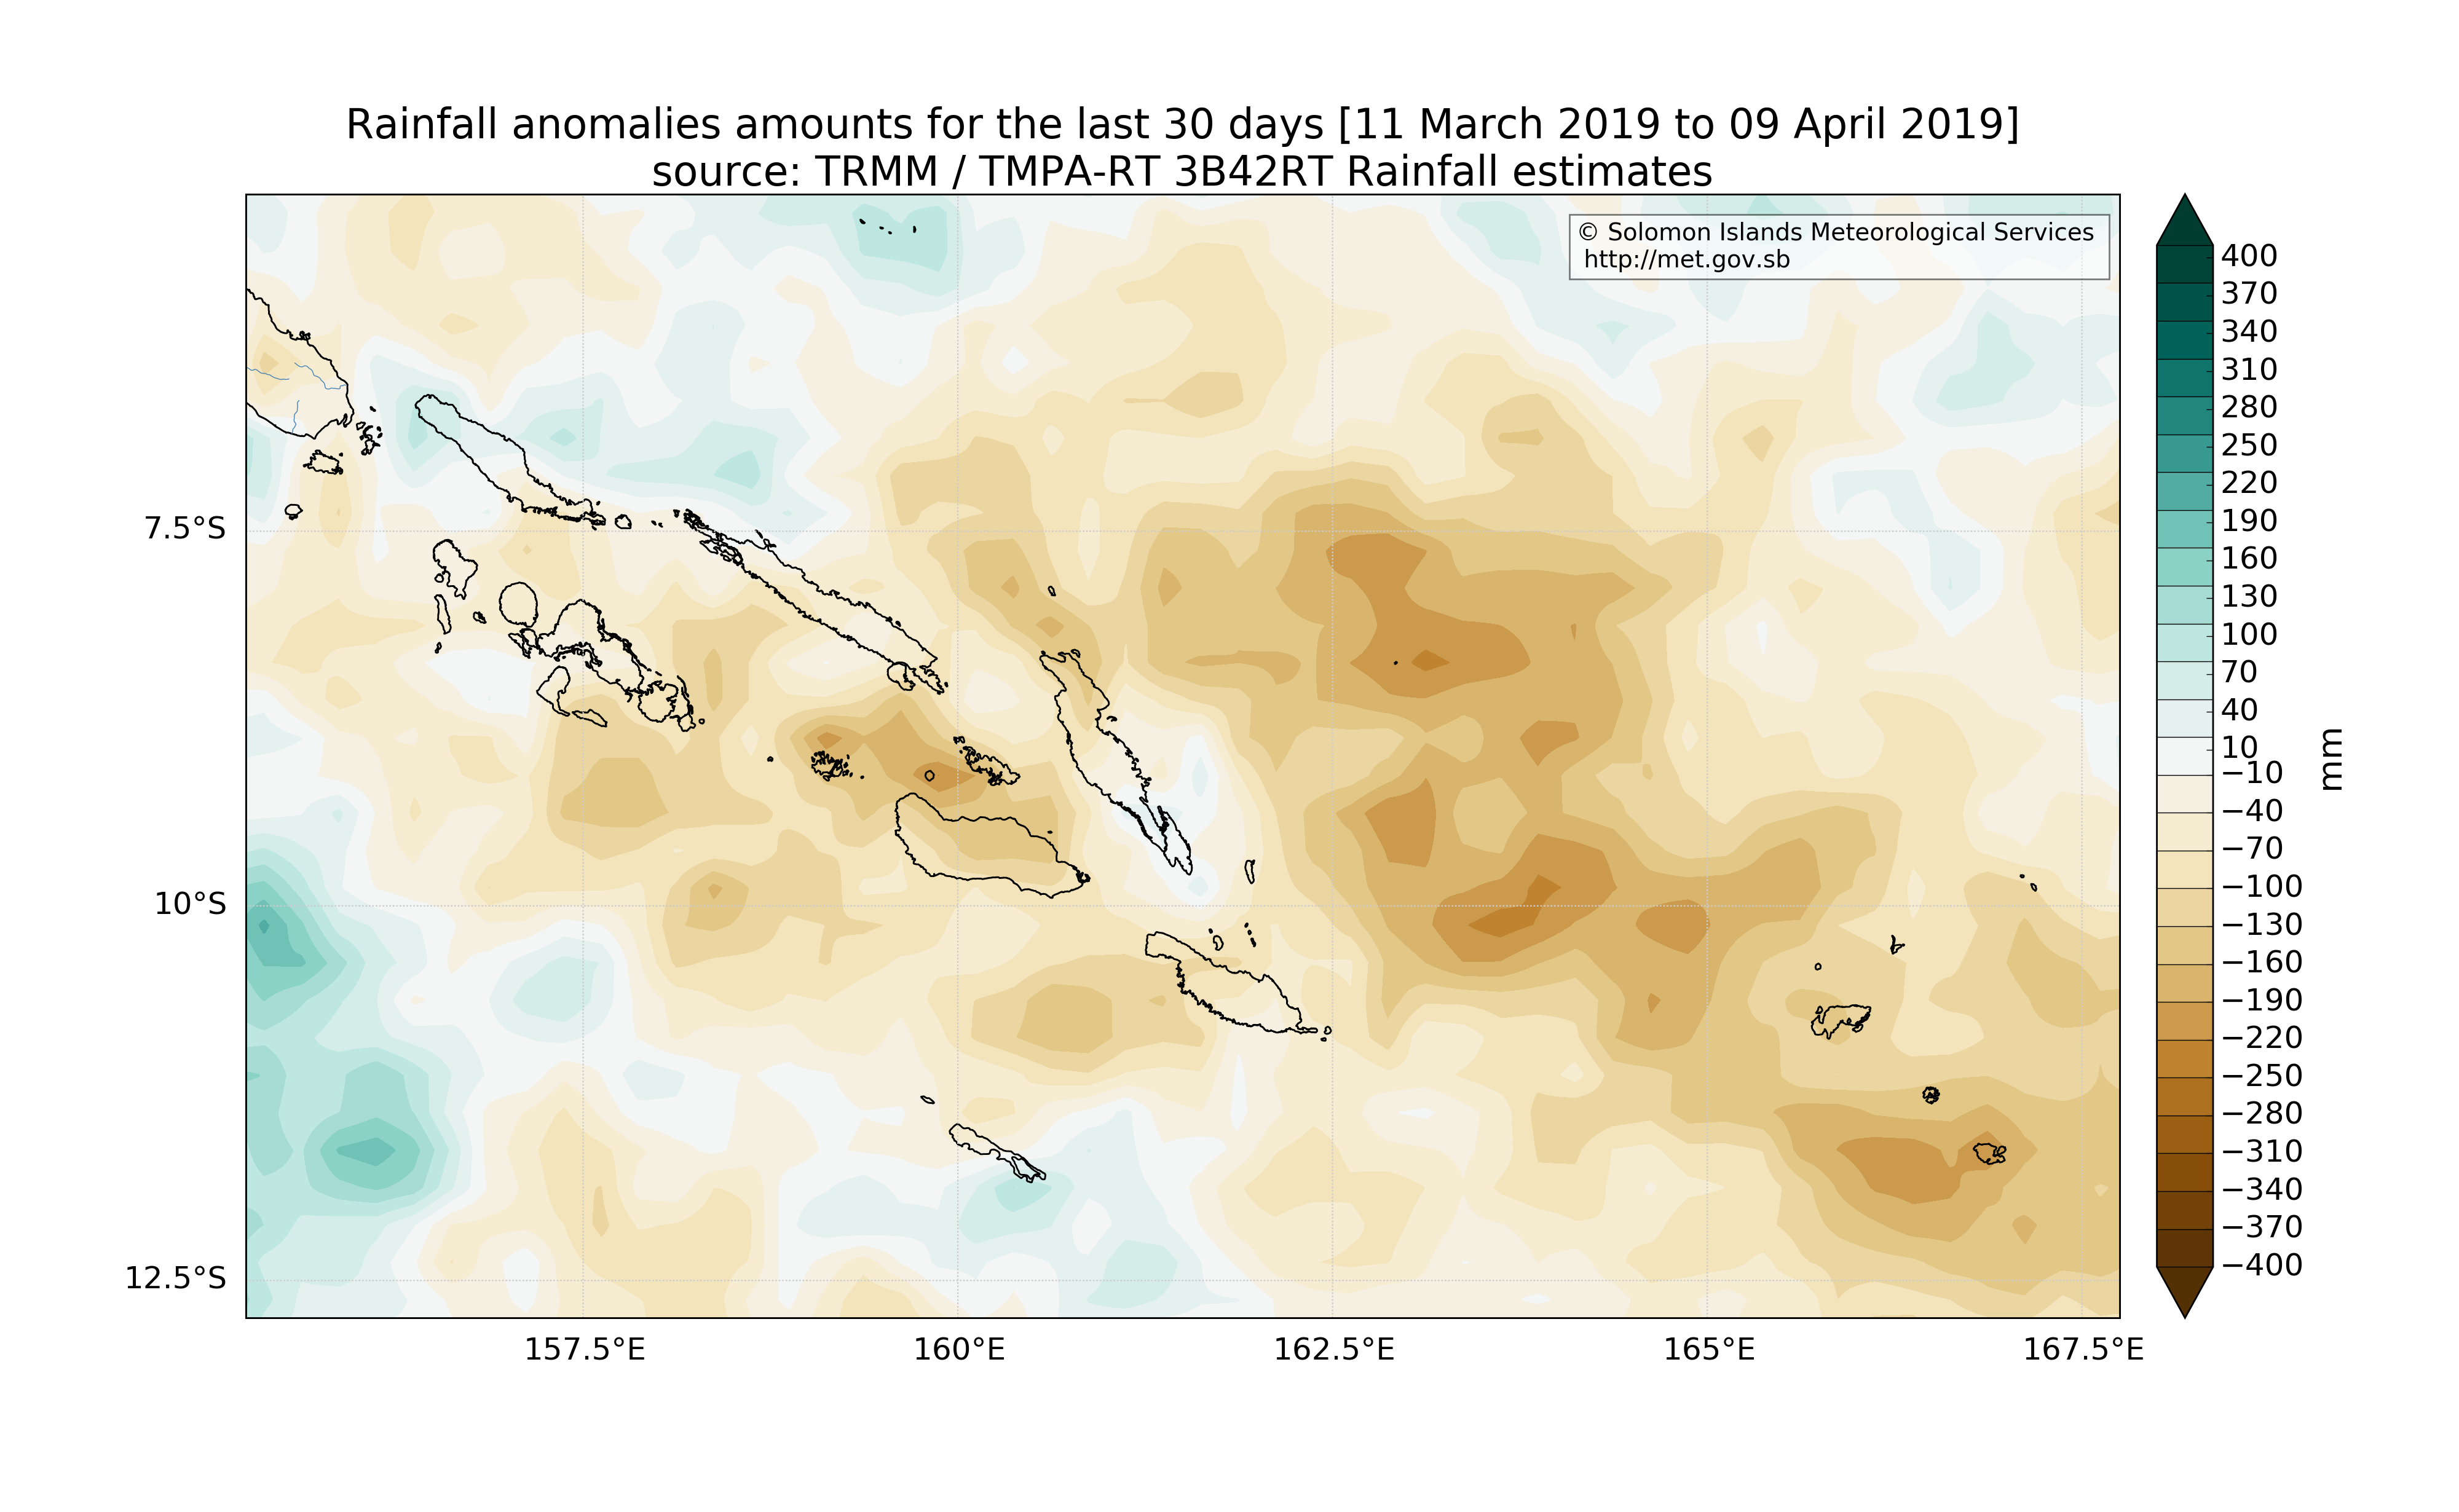 Rainfall anomalies amounts for the last 30 days [11 March 2019 to 09 April 2019]
source: TRMM / TMPA-RT 3B42RT Rainfall estimates
© Solomon Islands Meteorological Services
http://met.gov.sb
7.5°S
10°S
12.5°S
157.5°E
160°E
162.5°E
165°E
167.5°E
400
370
340
310
280
250
220
190
160
130
100
70
40
10
−10
−40
−70
−100
−130
−160
−190
−220
−250
−280
−310
−340
−370
−400
mm